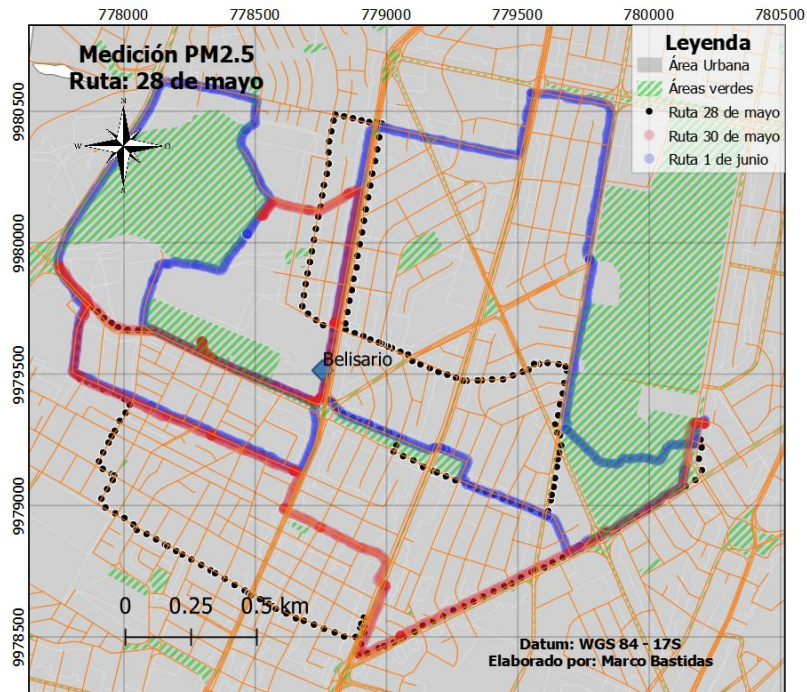 778000 778500 779000 779500 780000 780500
Medición PM2.5
Ruta: 28 de mayo
Leyenda
Área Urbana
Áreas verdes
Ruta 28 de mayo
Ruta 30 de mayo
Ruta 1 de junio
N
W O
S
9980500
9980000
9979500
9979000
9978500
Belisario
0 0.25 0.5 km
Datum: WGS 84 - 17S
Elaborado por: Marco Bastidas